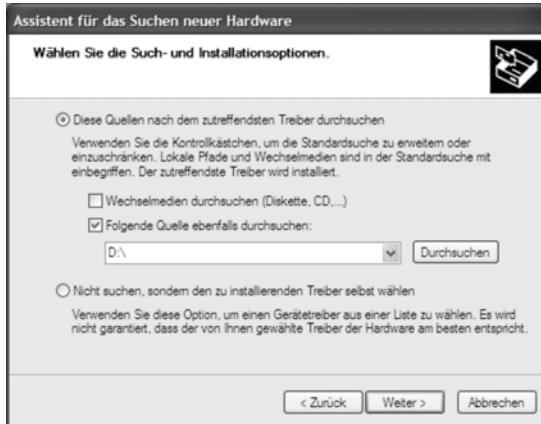 Assistent für das Suchen neuer Hardware
Wählen Sie die Such- und Installationsoptionen.
Diese Quellen nach dem zutreffendsten Treiber durchsuchen
Verwenden Sie die Kontrollkästchen, um die Standardsuche zu erweitern oder
einzuschränken. Lokale Pfade und Wechselmedien sind in der Standardsuche mit
einbegriffen. Der zutreffendste Treiber wird installiert.
Wechselmedien durchsuchen (Diskette, CD,...)
Folgende Quelle ebenfalls durchsuchen:
D:\
Durchsuchen
Nicht suchen, sondern den zu installierenden Treiber selbst wählen
Verwenden Sie diese Option, um einen Gerätetreiber aus einer Liste zu wählen. Es wird
nicht garantiert, dass der von Ihnen gewählte Treiber der Hardware am besten entspricht.
< Zurück Weiter > Abbrechen